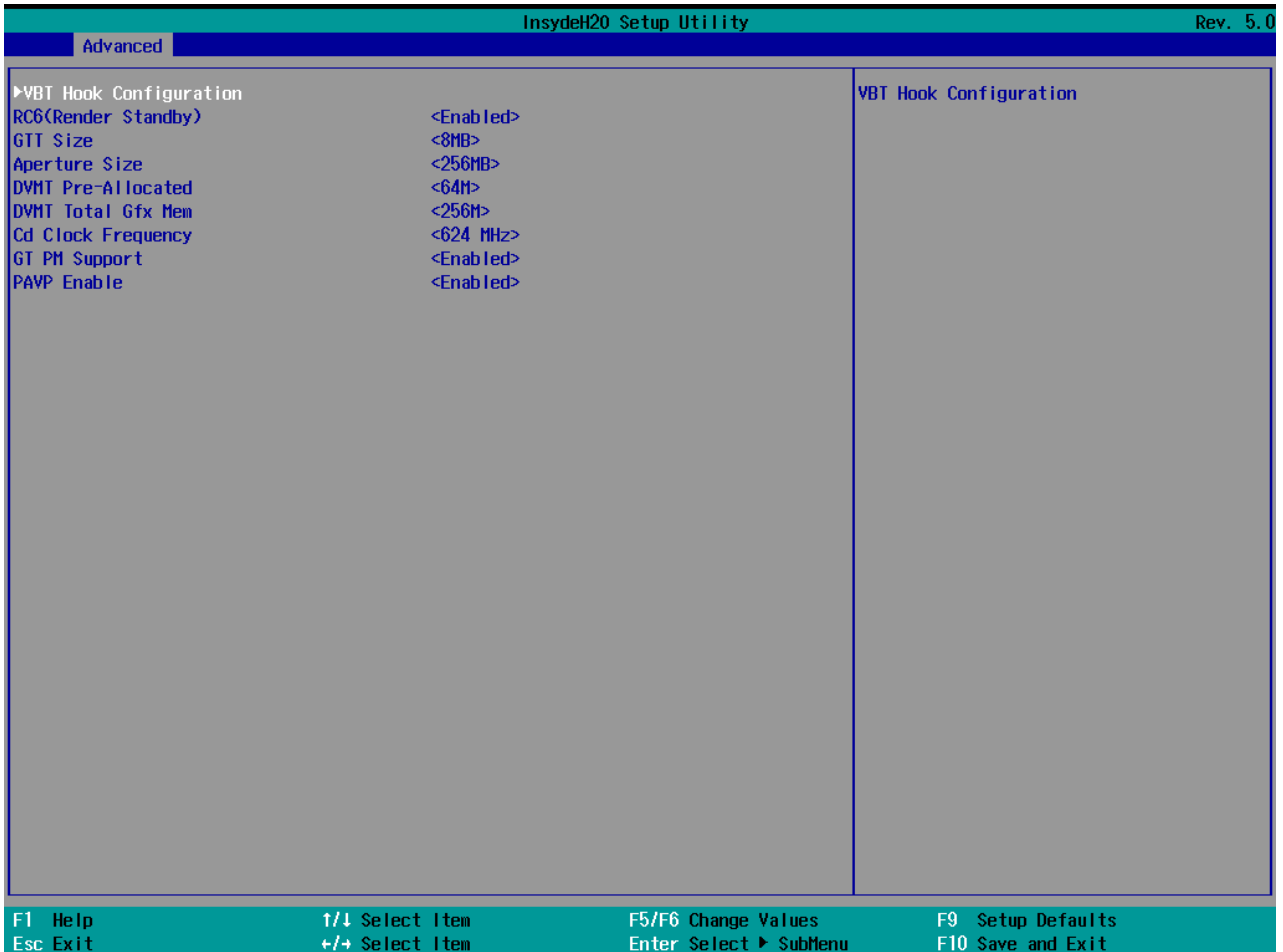 InsydeH20 Setup Utility Rev. 5.0
Advanced
▶VBT Hook Configuration VBT Hook Configuration
RC6(Render Standby) <Enabled>
GTT Size <8MB>
Aperture Size <256MB>
DVMT Pre-Allocated <64M>
DVMT Total Gfx Mem <256M>
Cd Clock Frequency <624 MHz>
GT PM Support <Enabled>
PAVP Enable <Enabled>
F1 Help ↑/↓ Select Item F5/F6 Change Values F9 Setup Defaults
Esc Exit ←/→ Select Item Enter Select ▶ SubMenu F10 Save and Exit